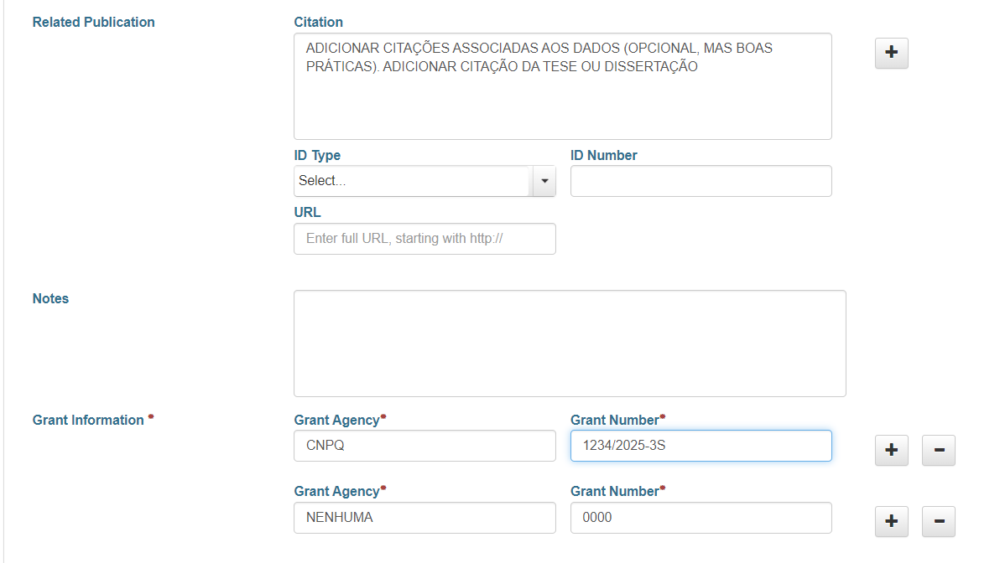 Related Publication
Citation
ADICIONAR CITAÇÕES ASSOCIADAS AOS DADOS (OPCIONAL, MAS BOAS
PRÁTICAS). ADICIONAR CITAÇÃO DA TESE OU DISSERTAÇÃO
+
ID Type
ID Number
Select...
URL
Enter full URL, starting with http://
Notes
Grant Information *
Grant Agency*
Grant Number*
CNPQ
1234/2025-3S
+ -
Grant Agency*
Grant Number*
NENHUMA
0000
+ -